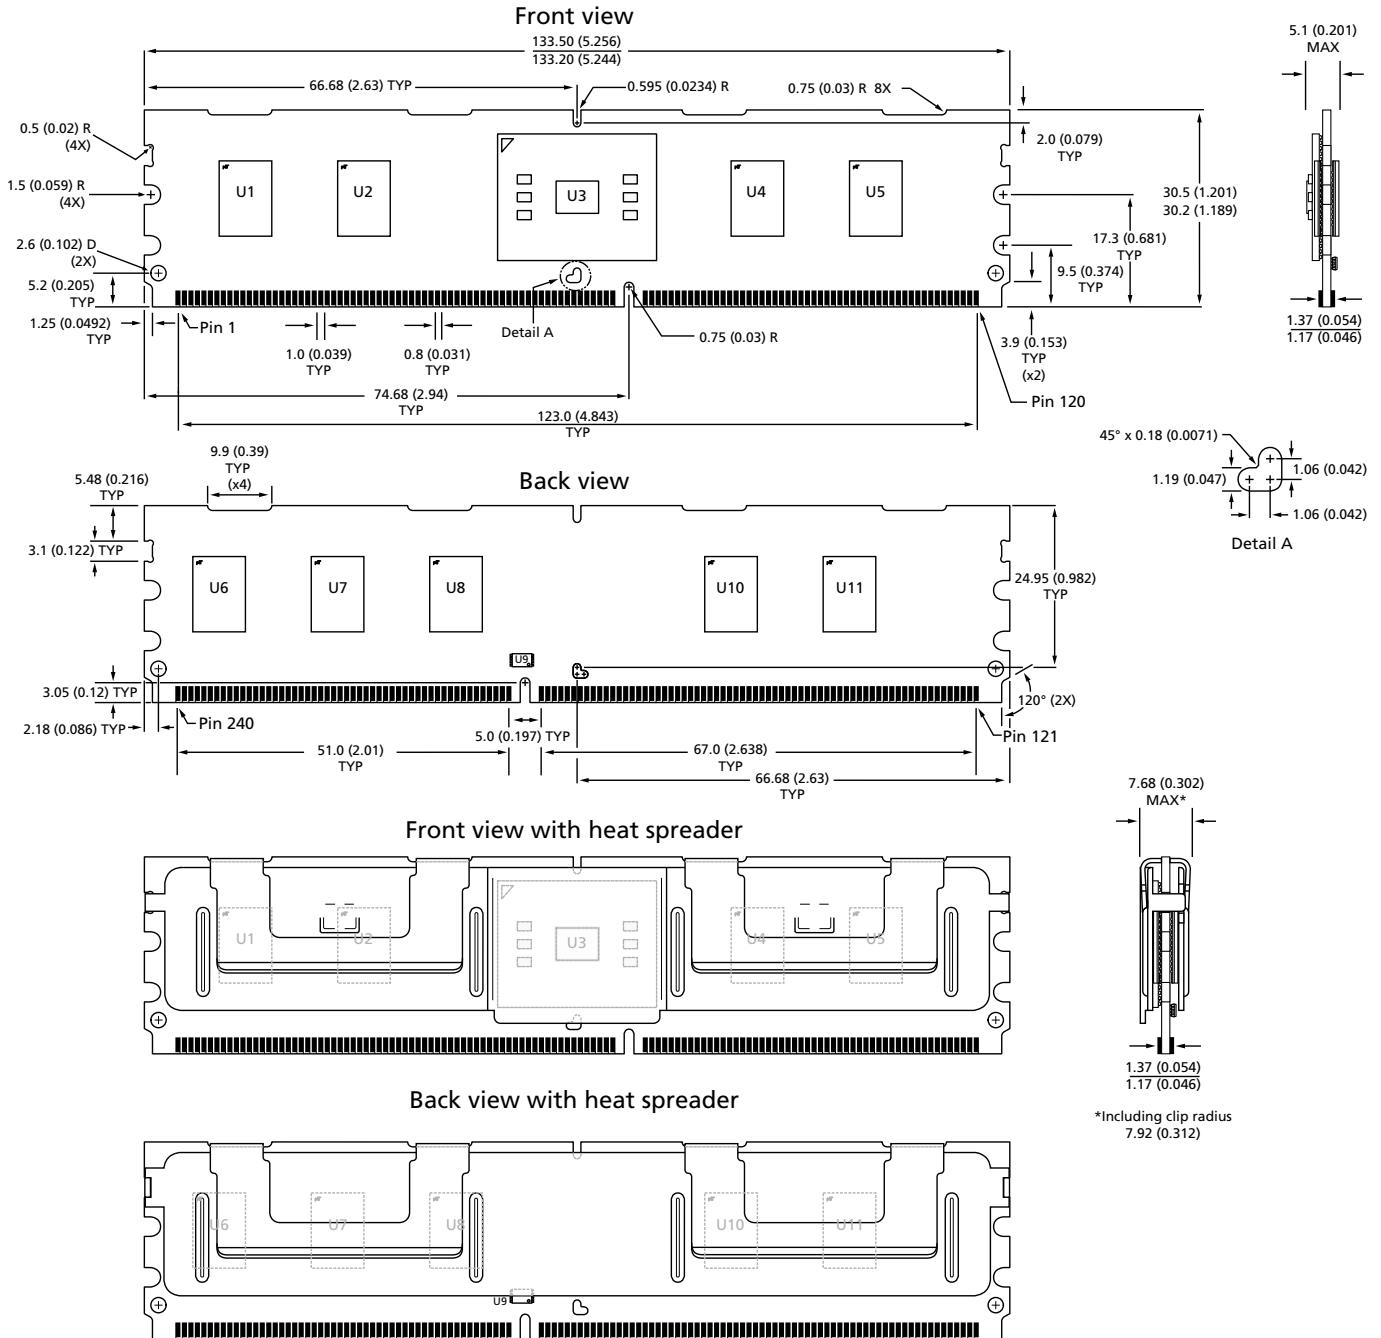 Front view
133.50 (5.256)
133.20 (5.244)
66.68 (2.63) TYP
0.595 (0.0234) R
0.75 (0.03) R 8X
5.1 (0.201)
MAX
0.5 (0.02) R
(4X)
1.5 (0.059) R
(4X)
2.6 (0.102) D
(2X)
5.2 (0.205)
TYP
1.25 (0.0492)
TYP
U1
U2
U3
U4
U5
2.0 (0.079)
TYP
30.5 (1.201)
30.2 (1.189)
17.3 (0.681)
TYP
9.5 (0.374)
TYP
Pin 1
1.0 (0.039)
TYP
0.8 (0.031)
TYP
Detail A
0.75 (0.03) R
3.9 (0.153)
TYP
(x2)
1.37 (0.054)
1.17 (0.046)
74.68 (2.94)
TYP
Pin 120
123.0 (4.843)
TYP
45° x 0.18 (0.0071)
1.19 (0.047)
1.06 (0.042)
1.06 (0.042)
Detail A
Back view
9.9 (0.39)
TYP
(x4)
5.48 (0.216)
TYP
3.1 (0.122) TYP
U6
U7
U8
U10
U11
24.95 (0.982)
TYP
U9
3.05 (0.12) TYP
2.18 (0.086) TYP
Pin 240
5.0 (0.197) TYP
120° (2X)
Pin 121
51.0 (2.01)
TYP
67.0 (2.638)
TYP
66.68 (2.63)
TYP
7.68 (0.302)
MAX*
Front view with heat spreader
U1
U2
U3
U4
U5
1.37 (0.054)
1.17 (0.046)
*Including clip radius
7.92 (0.312)
Back view with heat spreader
U6
U7
U8
U10
U11
U9